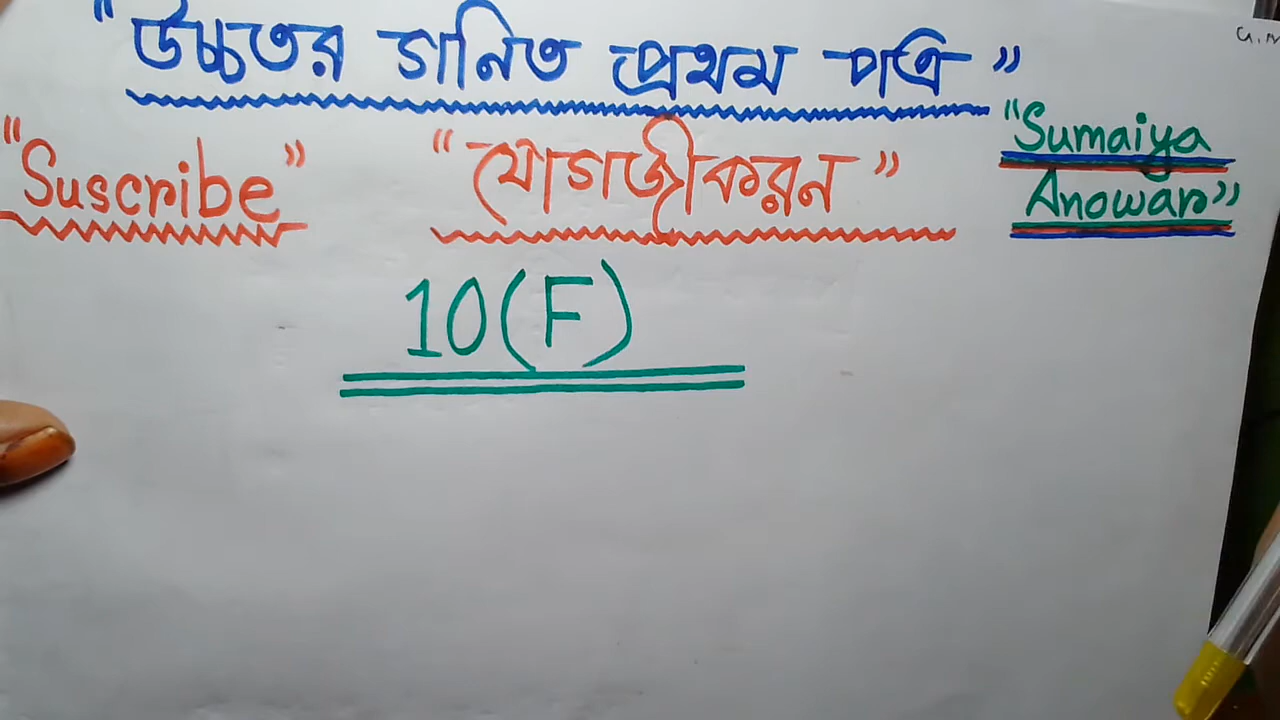 "উচ্চতর গনিত প্রথম পত্র"
"Suscribe"
"যোগজীকরন"
"Sumaiya
Anowar"
10(F)